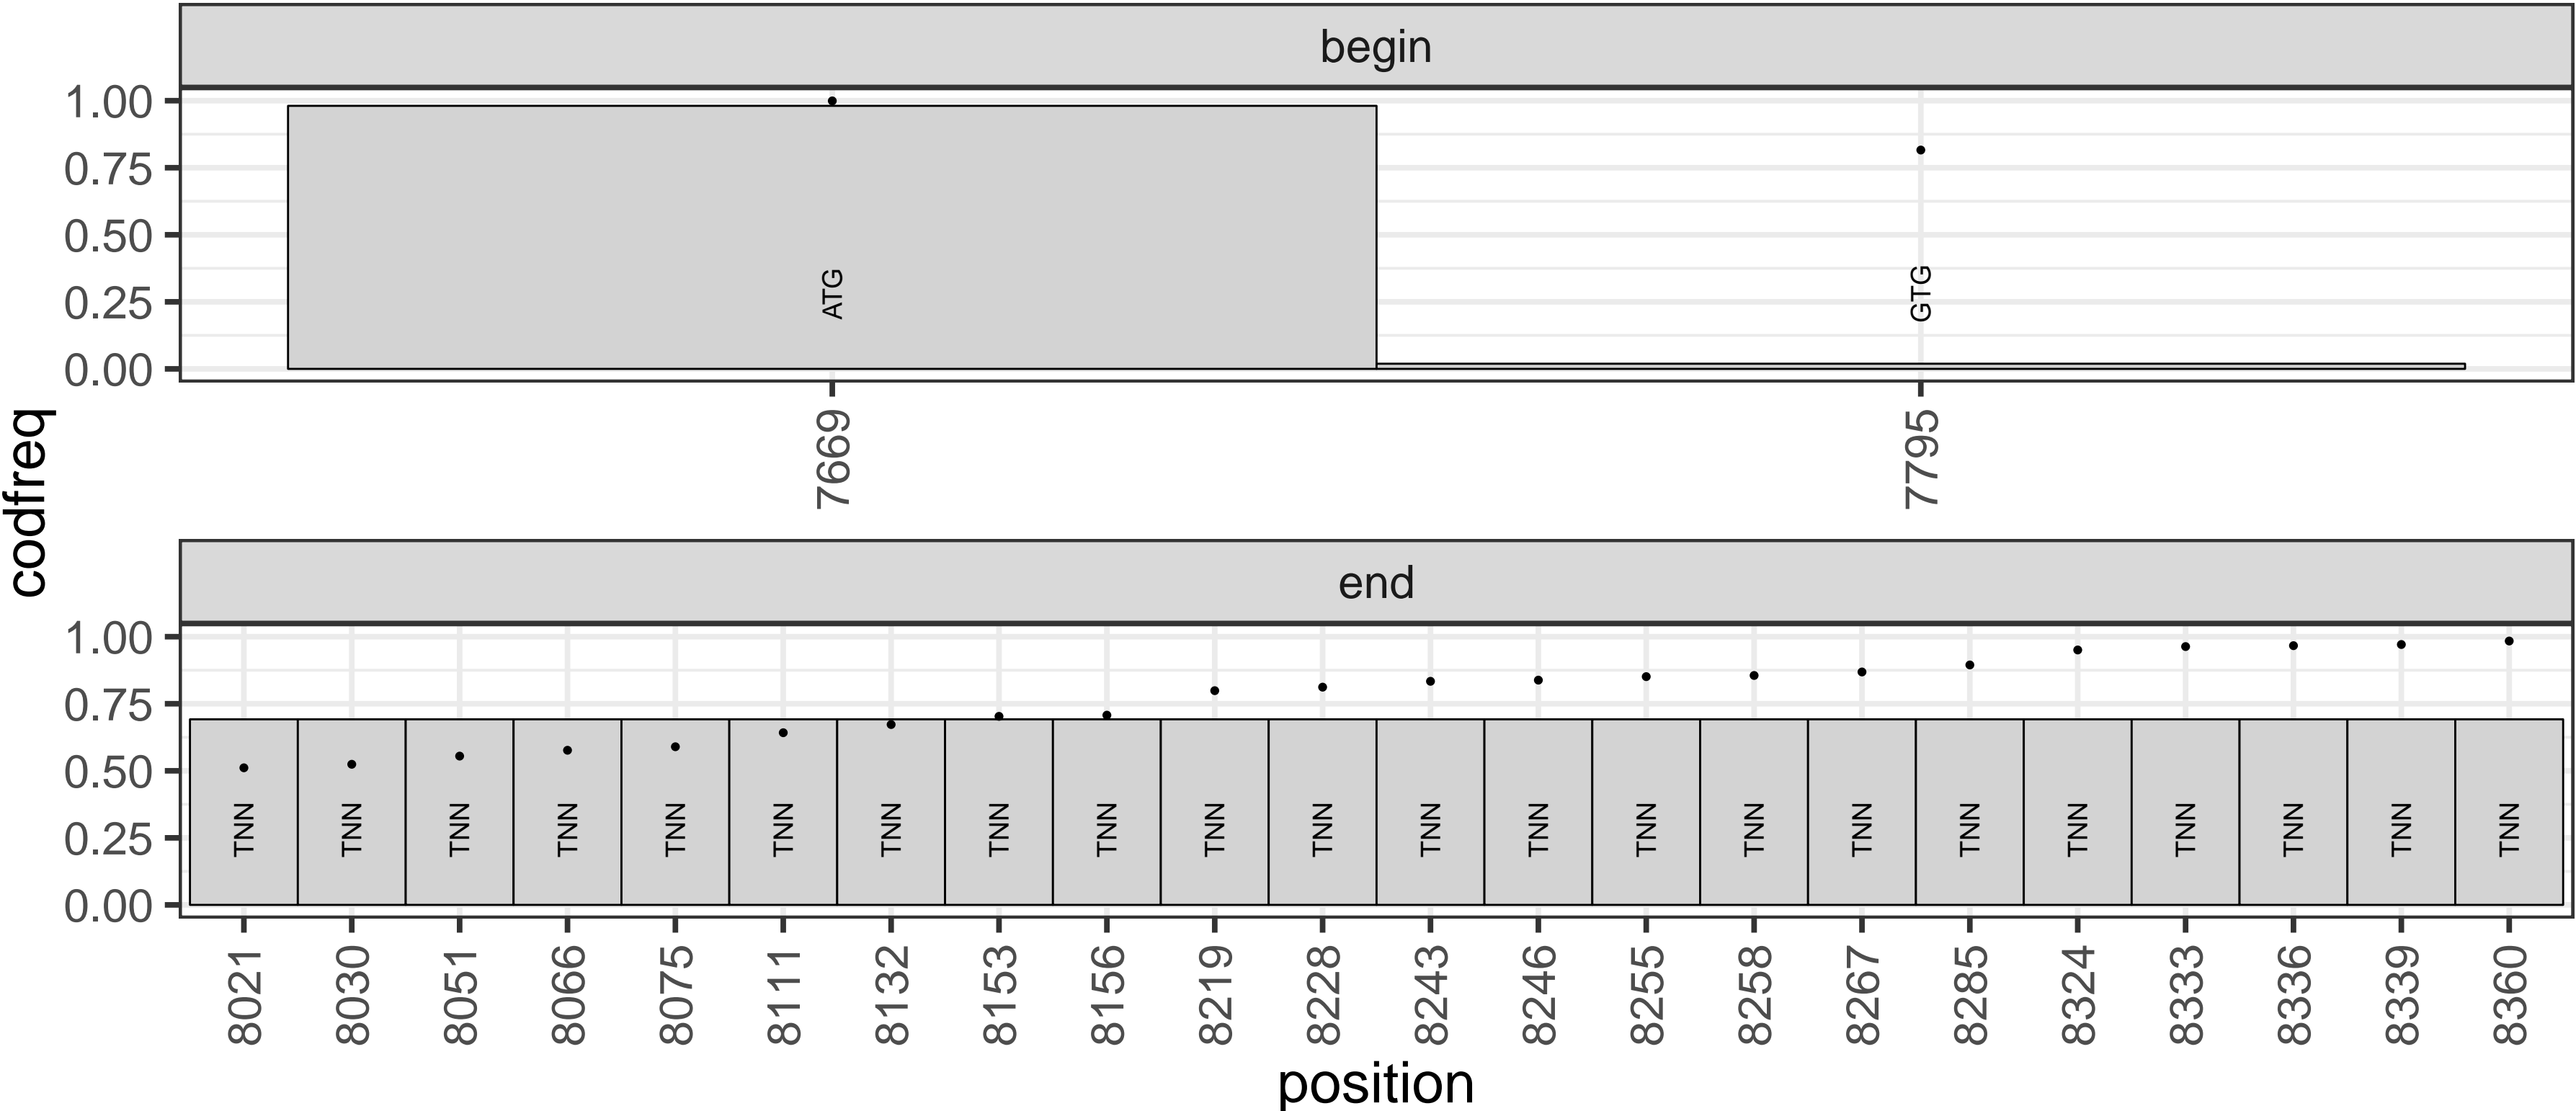 begin
1.00
0.75
0.50
0.25
0.00
ATG
GTG
7669
7795
codfreq
end
1.00
0.75
0.50
0.25
0.00
TNN TNN TNN TNN TNN TNN TNN TNN TNN TNN TNN TNN TNN TNN TNN TNN TNN TNN TNN TNN TNN TNN
8021 8030 8051 8066 8075 8111 8132 8153 8156 8219 8228 8243 8246 8255 8258 8267 8285 8324 8333 8336 8339 8360
position